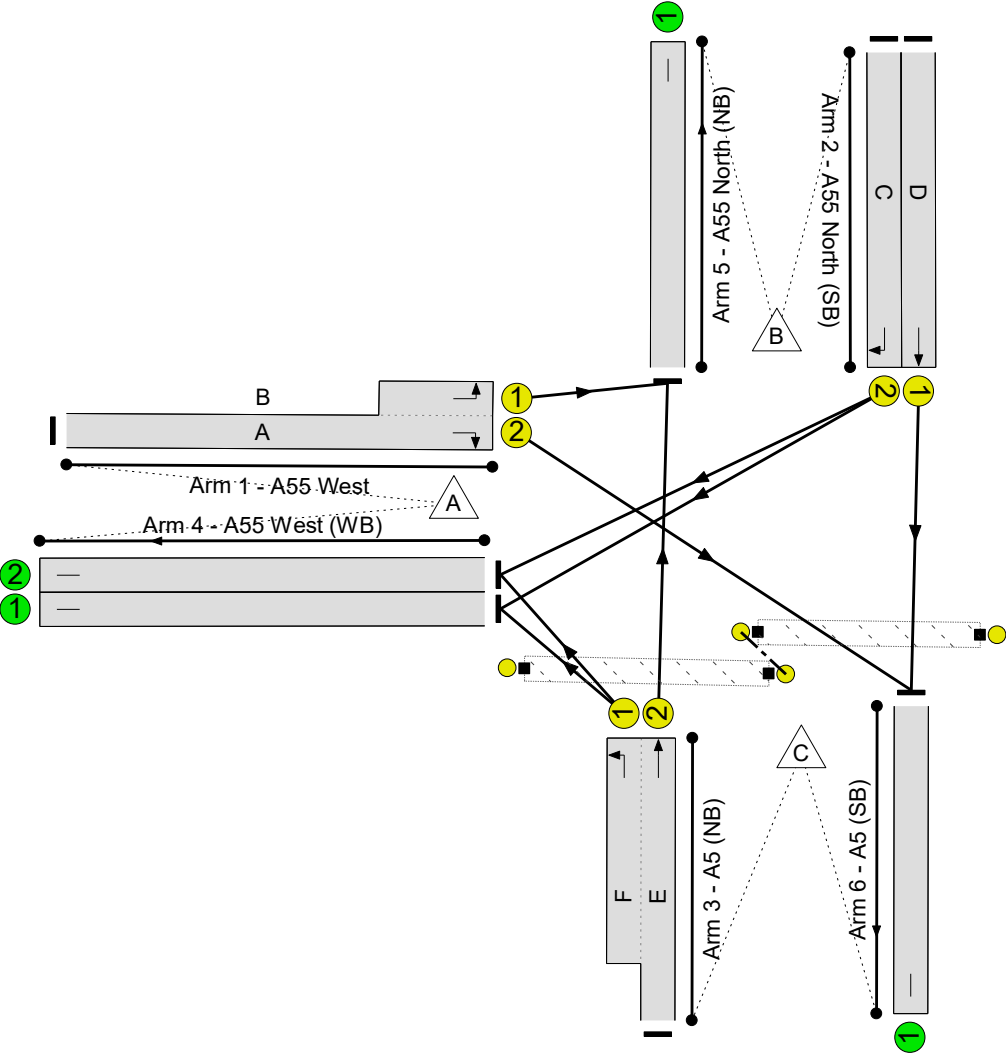 1
Arm 5 - A55 North (NB)
Arm 2 - A55 North (SB)
C
D
B
B
A
1
2
2
1
Arm 1 - A55 West
A
Arm 4 - A55 West (WB)
2
1
1
2
C
F
E
Arm 3 - A5 (NB)
Arm 6 - A5 (SB)
1